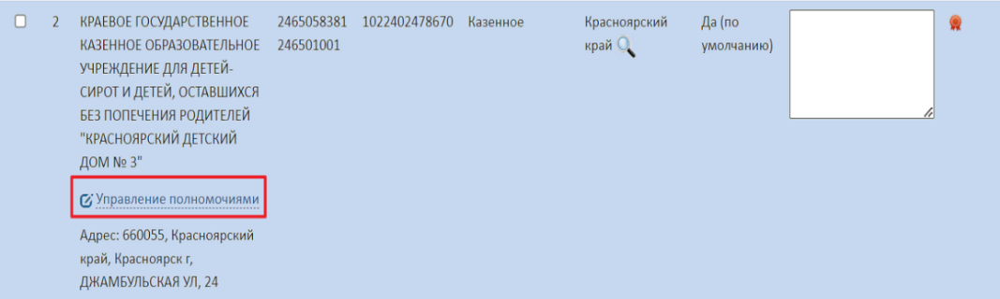 2 КРАЕВОЕ ГОСУДАРСТВЕННОЕ 2465058381 1022402478670 Казенное Красноярский Да (по
КАЗЕННОЕ ОБРАЗОВАТЕЛЬНОЕ 246501001 край умолчанию)
УЧРЕЖДЕНИЕ ДЛЯ ДЕТЕЙ-
СИРОТ И ДЕТЕЙ, ОСТАВШИХСЯ
БЕЗ ПОПЕЧЕНИЯ РОДИТЕЛЕЙ
"КРАСНОЯРСКИЙ ДЕТСКИЙ
ДОМ № 3"
Управление полномочиями
Адрес: 660055, Красноярский
край, Красноярск г,
ДЖАМБУЛЬСКАЯ УЛ, 24